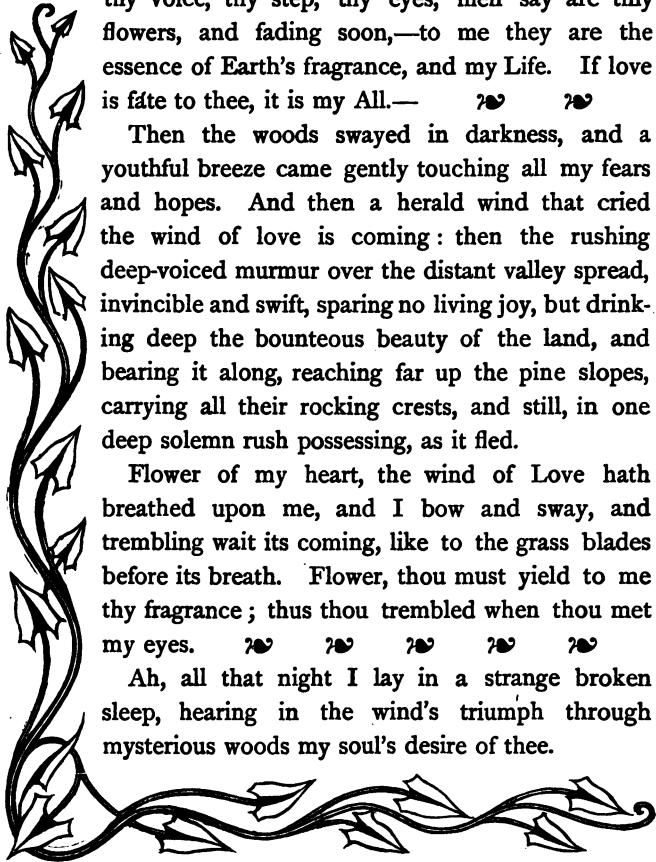 thy voice, thy step, thy eyes, men say are tiny
flowers, and fading soon,—to me they are the
essence of Earth's fragrance, and my Life. If love
is fate to thee, it is my All.—
Then the woods swayed in darkness, and a
youthful breeze came gently touching all my fears
and hopes. And then a herald wind that cried
the wind of love is coming: then the rushing
deep-voiced murmur over the distant valley spread,
invincible and swift, sparing no living joy, but drink-
ing deep the bounteous beauty of the land, and
bearing it along, reaching far up the pine slopes,
carrying all their rocking crests, and still, in one
deep solemn rush possessing, as it fled.
Flower of my heart, the wind of Love hath
breathed upon me, and I bow and sway, and
trembling wait its coming, like to the grass blades
before its breath. Flower, thou must yield to me
thy fragrance; thus thou trembled when thou met
my eyes.
Ah, all that night I lay in a strange broken
sleep, hearing in the wind's triumph through
mysterious woods my soul's desire of thee.